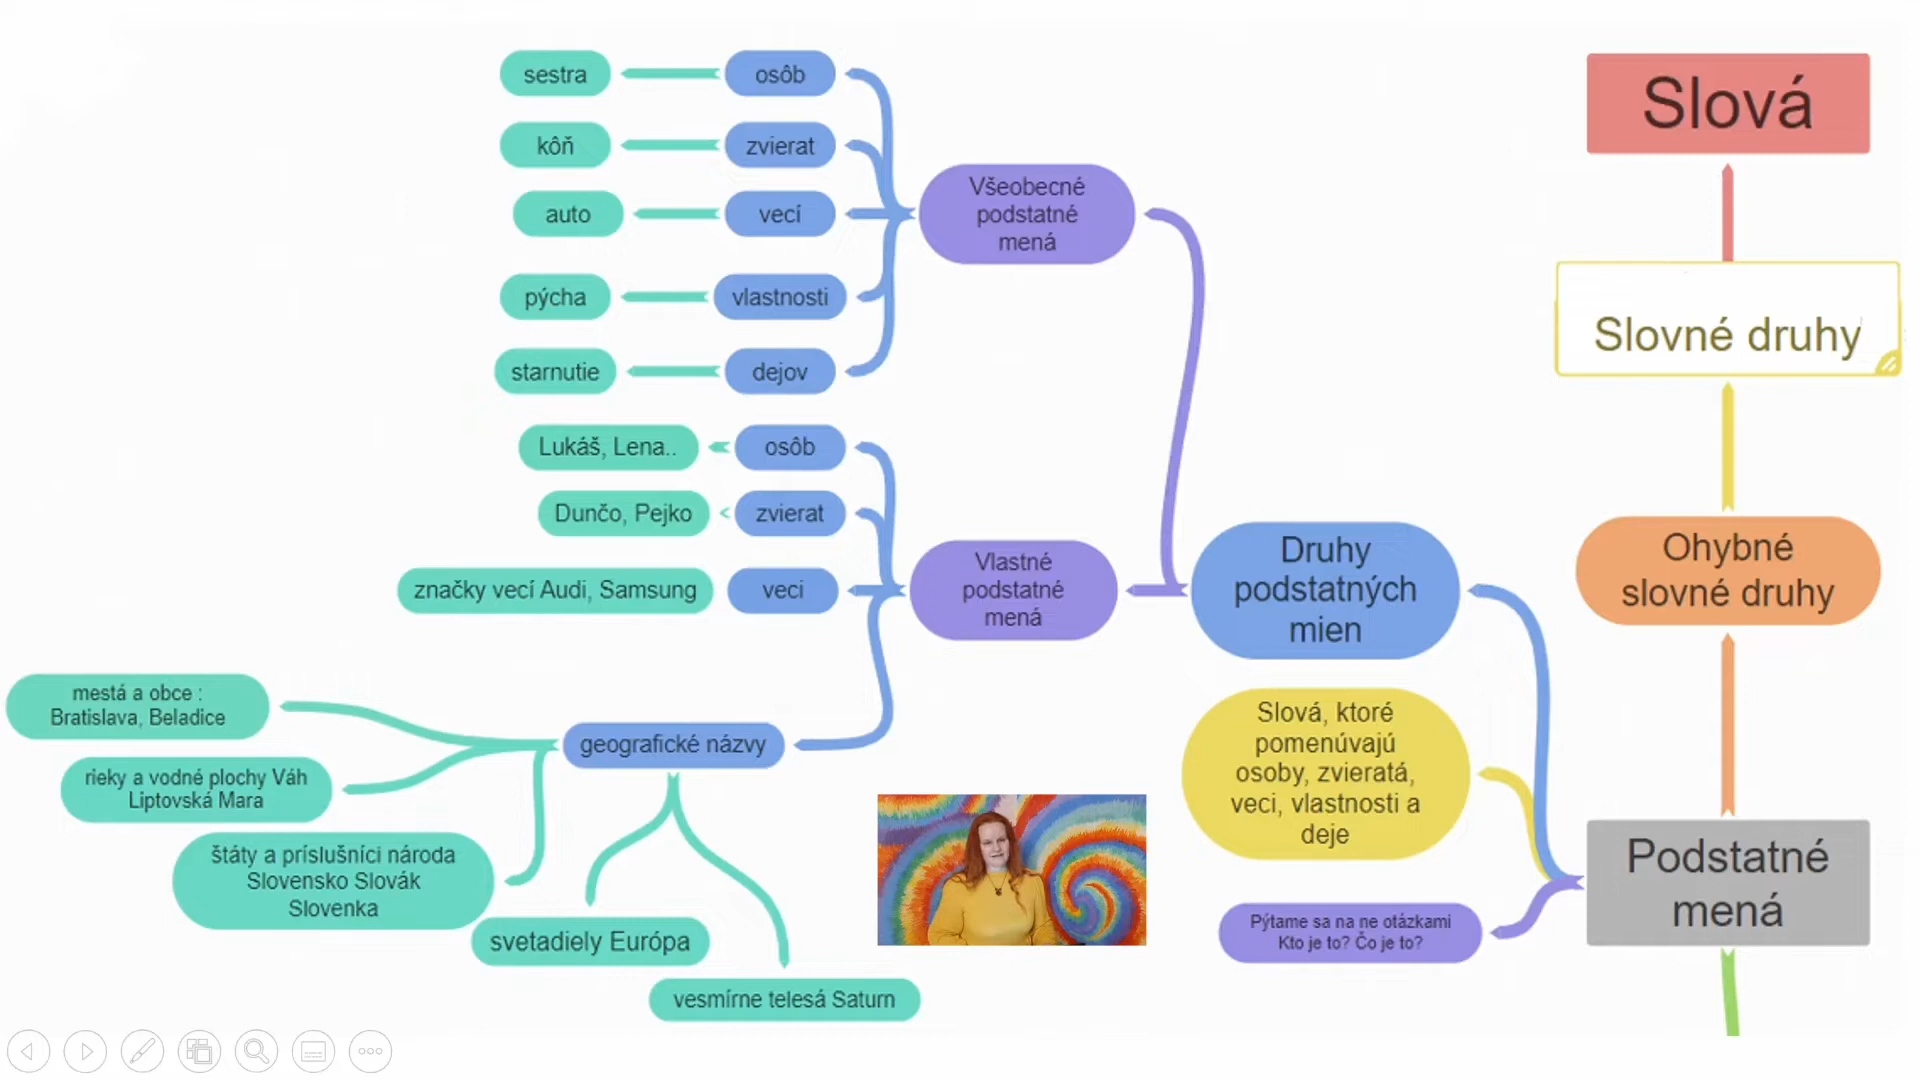 Slová
Slovné druhy
Ohybné
slovné druhy
Podstatné
mená
Druhy
podstatných
mien
Slová, ktoré
pomenúvajú
osoby, zvieratá,
veci, vlastnosti a
deje
Pýtame sa na ne otázkami
Kto je to? Čo je to?
Všeobecné
podstatné
mená
osôb
sestra
zvierat
kôň
vecí
auto
vlastnosti
pýcha
dejov
starnutie
Vlastné
podstatné
mená
osôb
Lukáš, Lena..
zvierat
Dunčo, Pejko
veci
značky vecí Audi, Samsung
geografické názvy
mestá a obce :
Bratislava, Beladice
rieky a vodné plochy Váh
Liptovská Mara
štáty a príslušníci národa
Slovensko Slovák
Slovenka
svetadiely Európa
vesmírne telesá Saturn